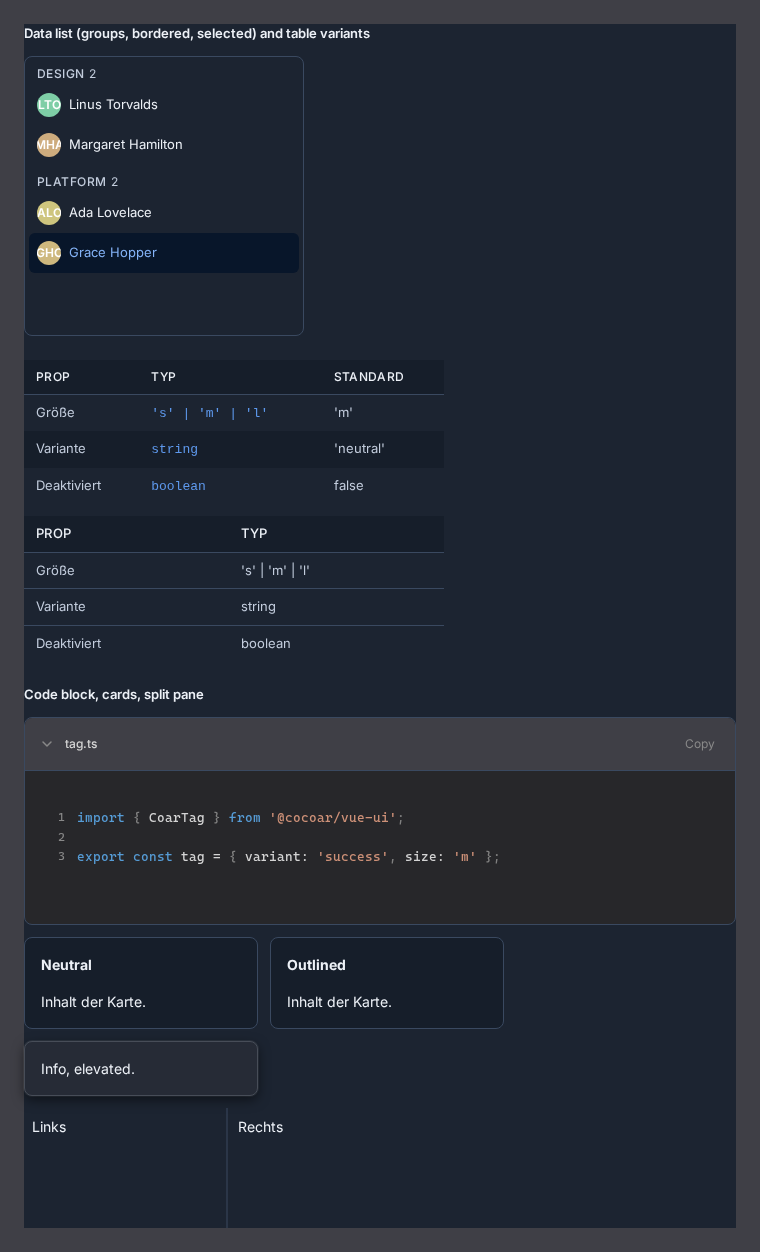 Data list (groups, bordered, selected) and table variants
DESIGN 2
LTO Linus Torvalds
MHA Margaret Hamilton
PLATFORM 2
ALO Ada Lovelace
GHO Grace Hopper
PROP TYP STANDARD
Größe 's' | 'm' | 'l' 'm'
Variante string 'neutral'
Deaktiviert boolean false
PROP TYP
Größe 's' | 'm' | 'l'
Variante string
Deaktiviert boolean
Code block, cards, split pane
tag.ts Copy
1 import { CoarTag } from '@cocoar/vue-ui';
2
3 export const tag = { variant: 'success', size: 'm' };
Neutral Outlined
Inhalt der Karte. Inhalt der Karte.
Info, elevated.
Links Rechts